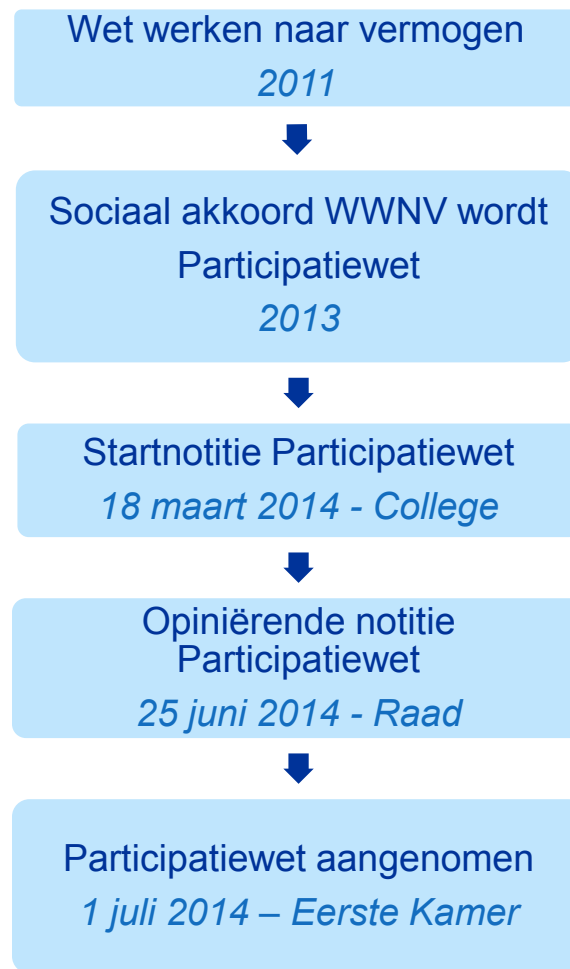 Wet werken naar vermogen
2011
Sociaal akkoord WWNV wordt
Participatiewet
2013
Startnotitie Participatiewet
18 maart 2014 - College
Opiniërende notitie
Participatiewet
25 juni 2014 - Raad
Participatiewet aangenomen
1 juli 2014 – Eerste Kamer